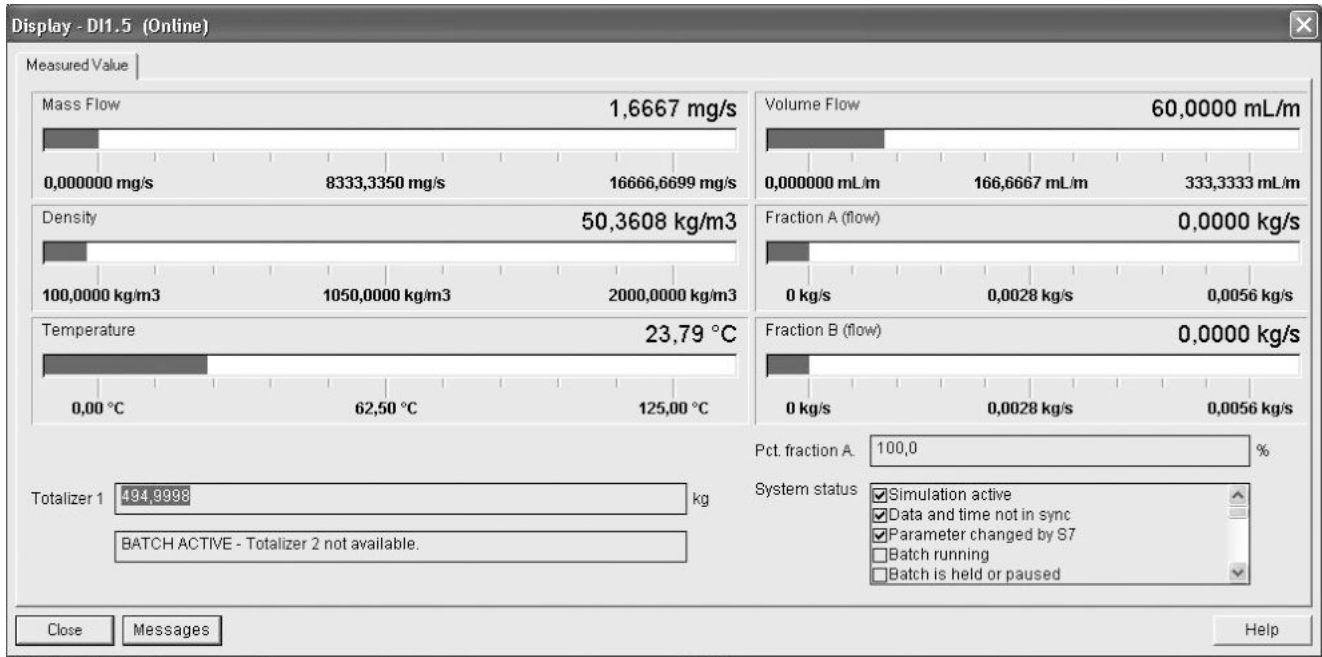 Display - DI1.5 (Online)
Measured Value
Mass Flow
1,6667 mg/s
0,000000 mg/s 8333,3350 mg/s 16666,6699 mg/s
Volume Flow
60,0000 mL/m
0,000000 mL/m 166,6667 mL/m 333,3333 mL/m
Density
50,3608 kg/m3
100,0000 kg/m3 1050,0000 kg/m3 2000,0000 kg/m3
Fraction A (flow)
0,0000 kg/s
0 kg/s 0,0028 kg/s 0,0056 kg/s
Temperature
23,79 °C
0,00 °C 62,50 °C 125,00 °C
Fraction B (flow)
0,0000 kg/s
0 kg/s 0,0028 kg/s 0,0056 kg/s
Pct. fraction A. 100,0 %
Totalizer 1 494,9998 kg
BATCH ACTIVE - Totalizer 2 not available.
System status
Simulation active
Data and time not in sync
Parameter changed by S7
Batch running
Batch is held or paused
Close Messages Help